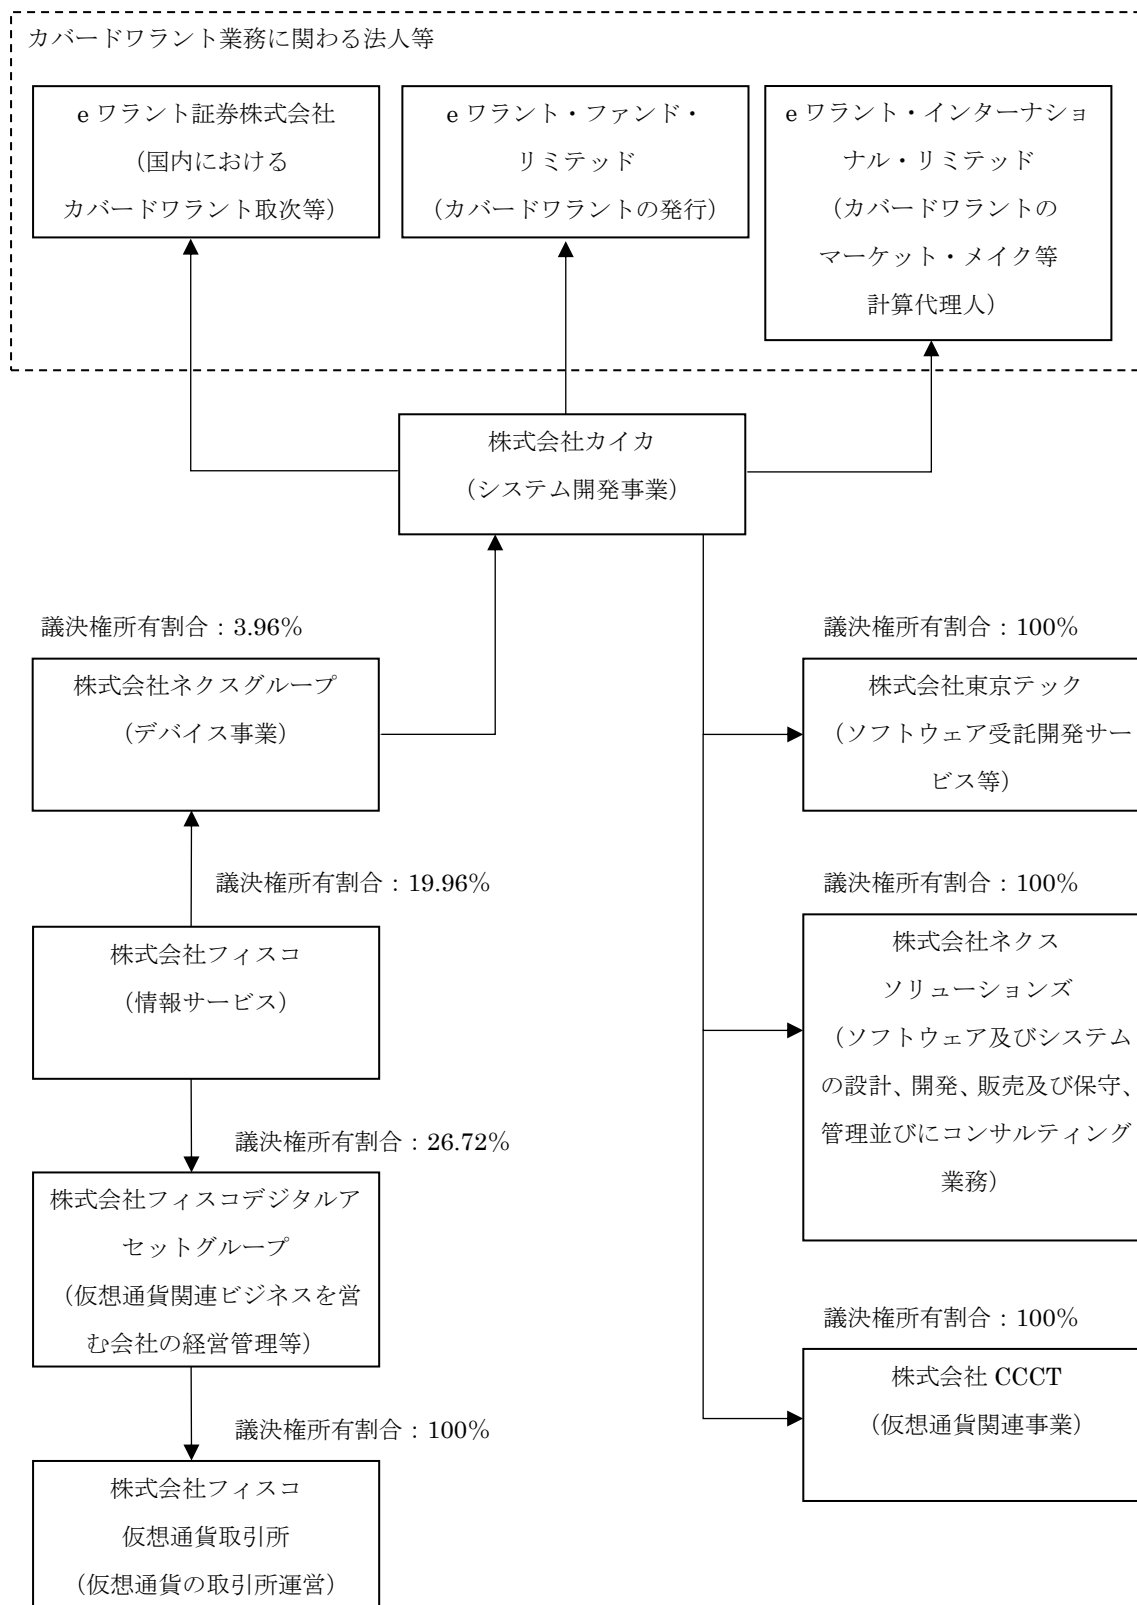 カバードワラント業務に関わる法人等
e ワラント証券株式会社
（国内における
カバードワラント取次等）
e ワラント・ファンド・
リミテッド
（カバードワラントの発行）
e ワラント・インターナショ
ナル・リミテッド
（カバードワラントの
マーケット・メイク等
計算代理人）
株式会社カイカ
（システム開発事業）
議決権所有割合：3.96%
株式会社ネクスグループ
（デバイス事業）
議決権所有割合：19.96%
株式会社フィスコ
（情報サービス）
議決権所有割合：26.72%
株式会社フィスコデジタルア
セットグループ
（仮想通貨関連ビジネスを営
む会社の経営管理等）
議決権所有割合：100%
株式会社フィスコ
仮想通貨取引所
（仮想通貨の取引所運営）
議決権所有割合：100%
株式会社東京テック
（ソフトウェア受託開発サー
ビス等）
議決権所有割合：100%
株式会社ネクス
ソリューションズ
（ソフトウェア及びシステム
の設計、開発、販売及び保守、
管理並びにコンサルティング
業務）
議決権所有割合：100%
株式会社 CCCT
（仮想通貨関連事業）